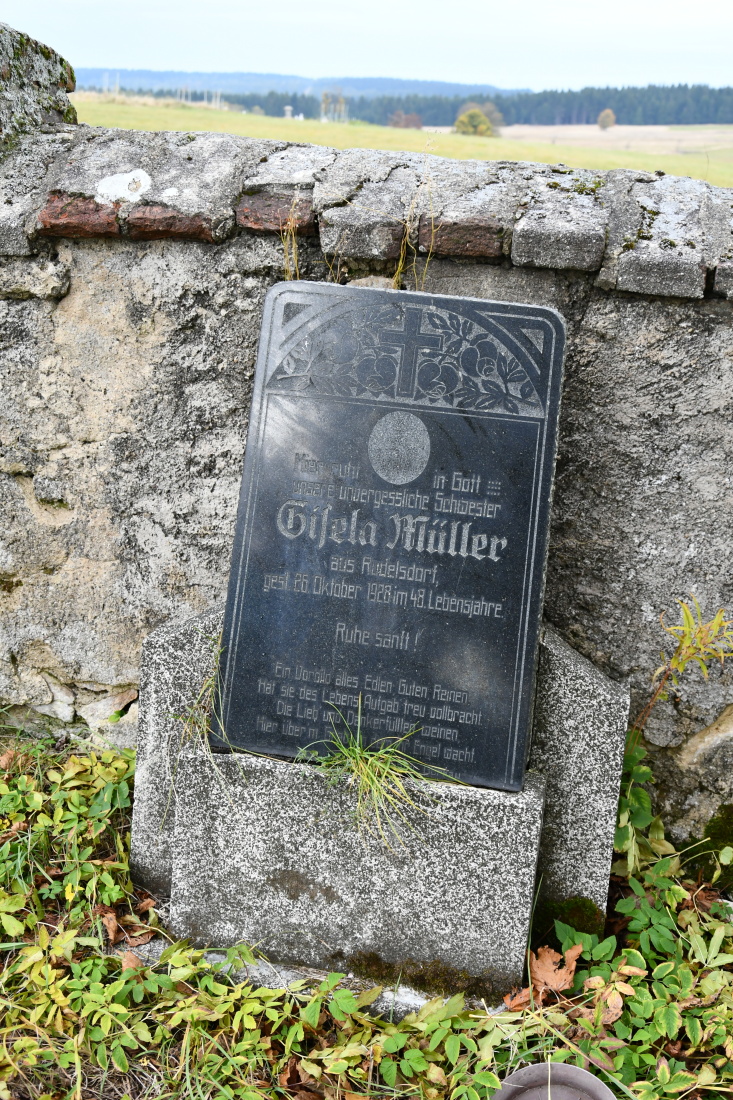 Hier ruht in Gott
unsere unvergessliche Schwester
Gisela Müller
aus Rudelsdorf,
gest. 26. Oktober 1928 im 48. Lebensjahre.
Ruhe sanft!
Ein Vorbild alles Edlen Guten Reinen,
Hat sie des Lebens Aufgab treu vollbracht.
Die Lieb und Dankerfüllten weinen,
Hier über Engel wacht.